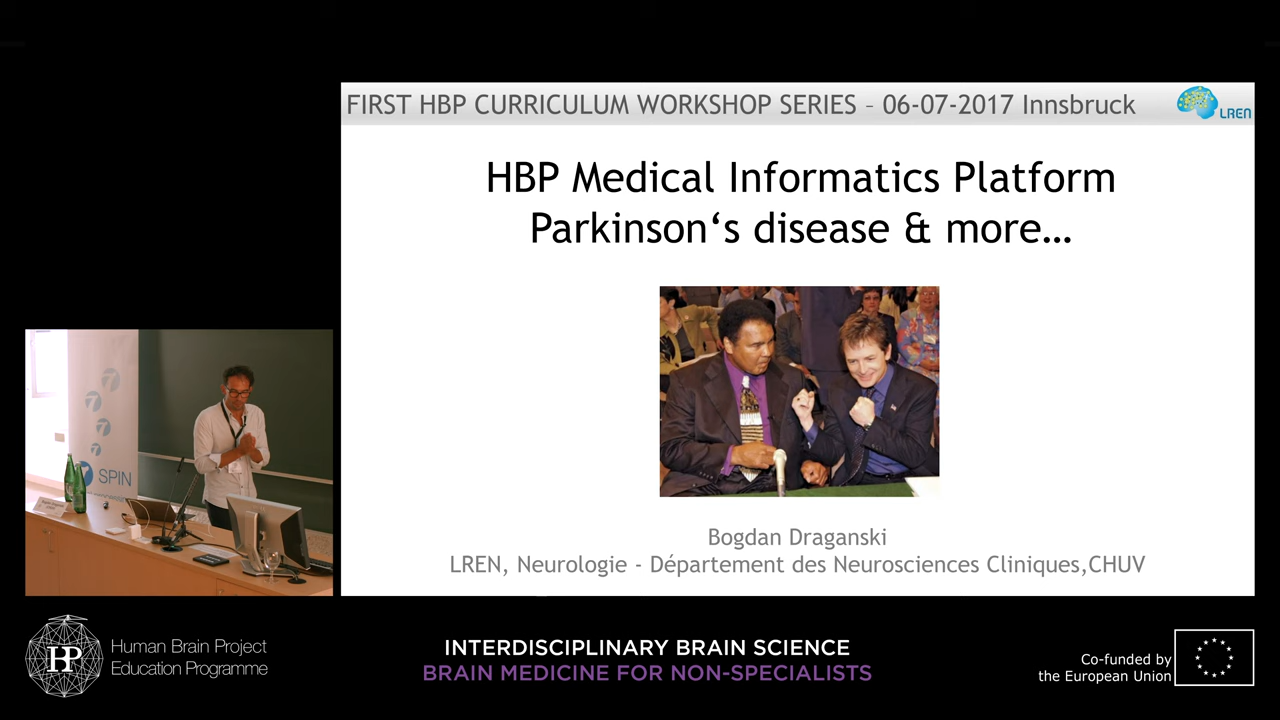 FIRST HBP CURRICULUM WORKSHOP SERIES – 06-07-2017 Innsbruck
LREN
HBP Medical Informatics Platform
Parkinson‘s disease & more…
Bogdan Draganski
LREN, Neurologie - Département des Neurosciences Cliniques,CHUV
SPIN
HP
Human Brain Project
Education Programme
INTERDISCIPLINARY BRAIN SCIENCE
BRAIN MEDICINE FOR NON-SPECIALISTS
Co-funded by
the European Union